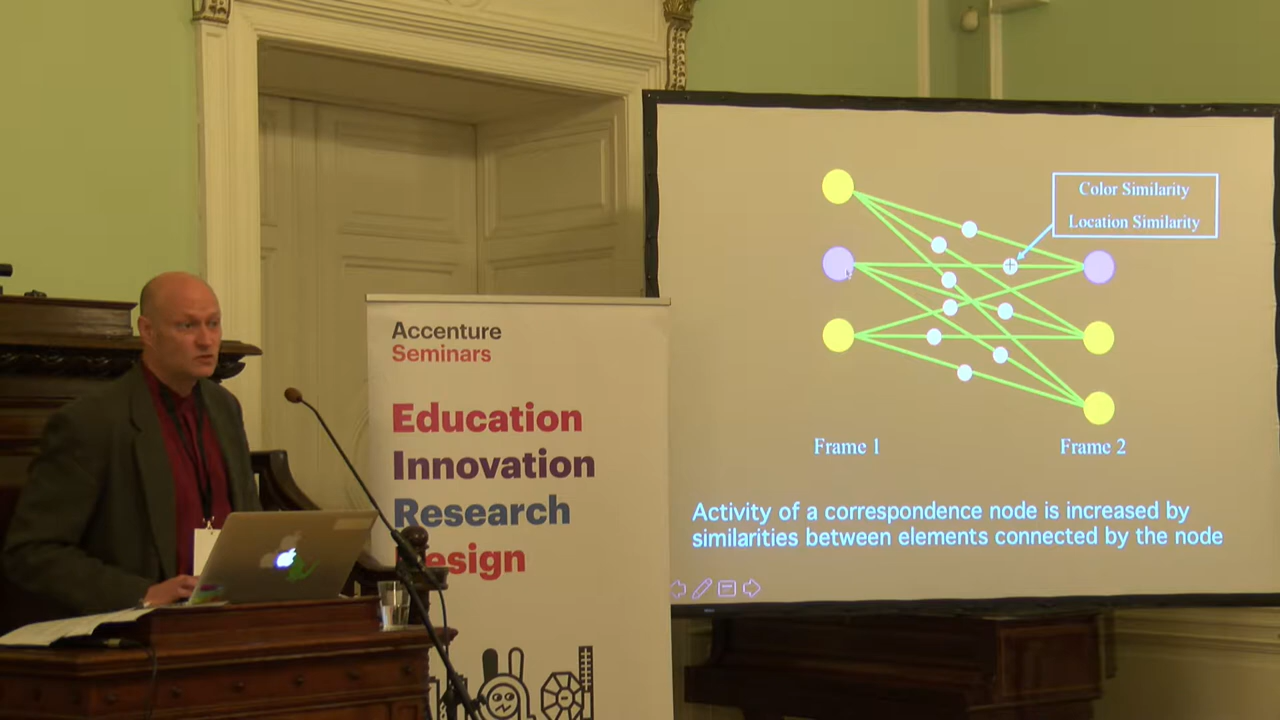 Accenture
Seminars
Education
Innovation
Research
Design
Color Similarity
Location Similarity
+
Frame 1
Frame 2
Activity of a correspondence node is increased by
similarities between elements connected by the node